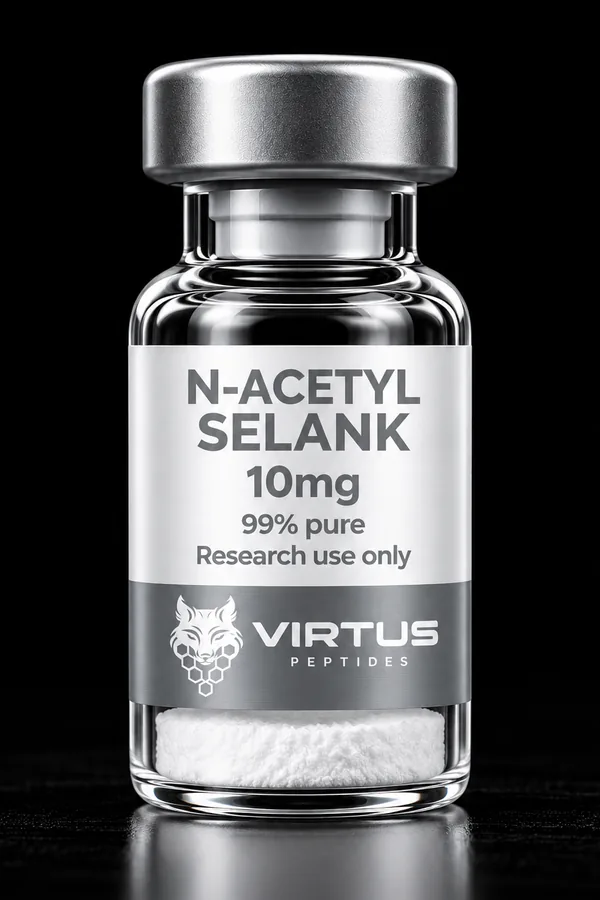 N-ACETYL
SELANK
10mg
99% pure
Research use only
VIRTUS
PEPTIDES